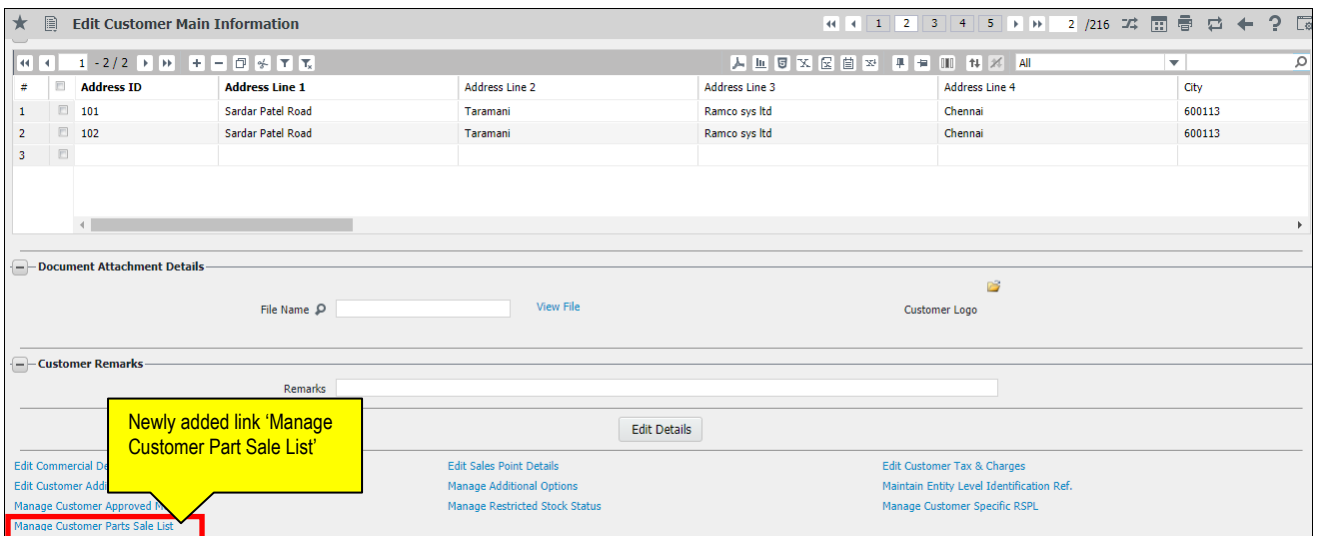 Edit Customer Main Information 1 2 3 4 5 2 /216 ?
1 - 2 / 2 All
# Address ID Address Line 1 Address Line 2 Address Line 3 Address Line 4 City
1 101 Sardar Patel Road Taramani Ramco sys ltd Chennai 600113
2 102 Sardar Patel Road Taramani Ramco sys ltd Chennai 600113
3
Document Attachment Details
File Name View File Customer Logo
Customer Remarks
Remarks
Newly added link ‘Manage
Customer Part Sale List’
Edit Details
Edit Commercial Edit Sales Point Details Edit Customer Tax & Charges
Edit Customer Manage Additional Options Maintain Entity Level Identification Ref.
Manage Customer Approved Manage Restricted Stock Status Manage Customer Specific RSPL
Manage Customer Parts Sale List